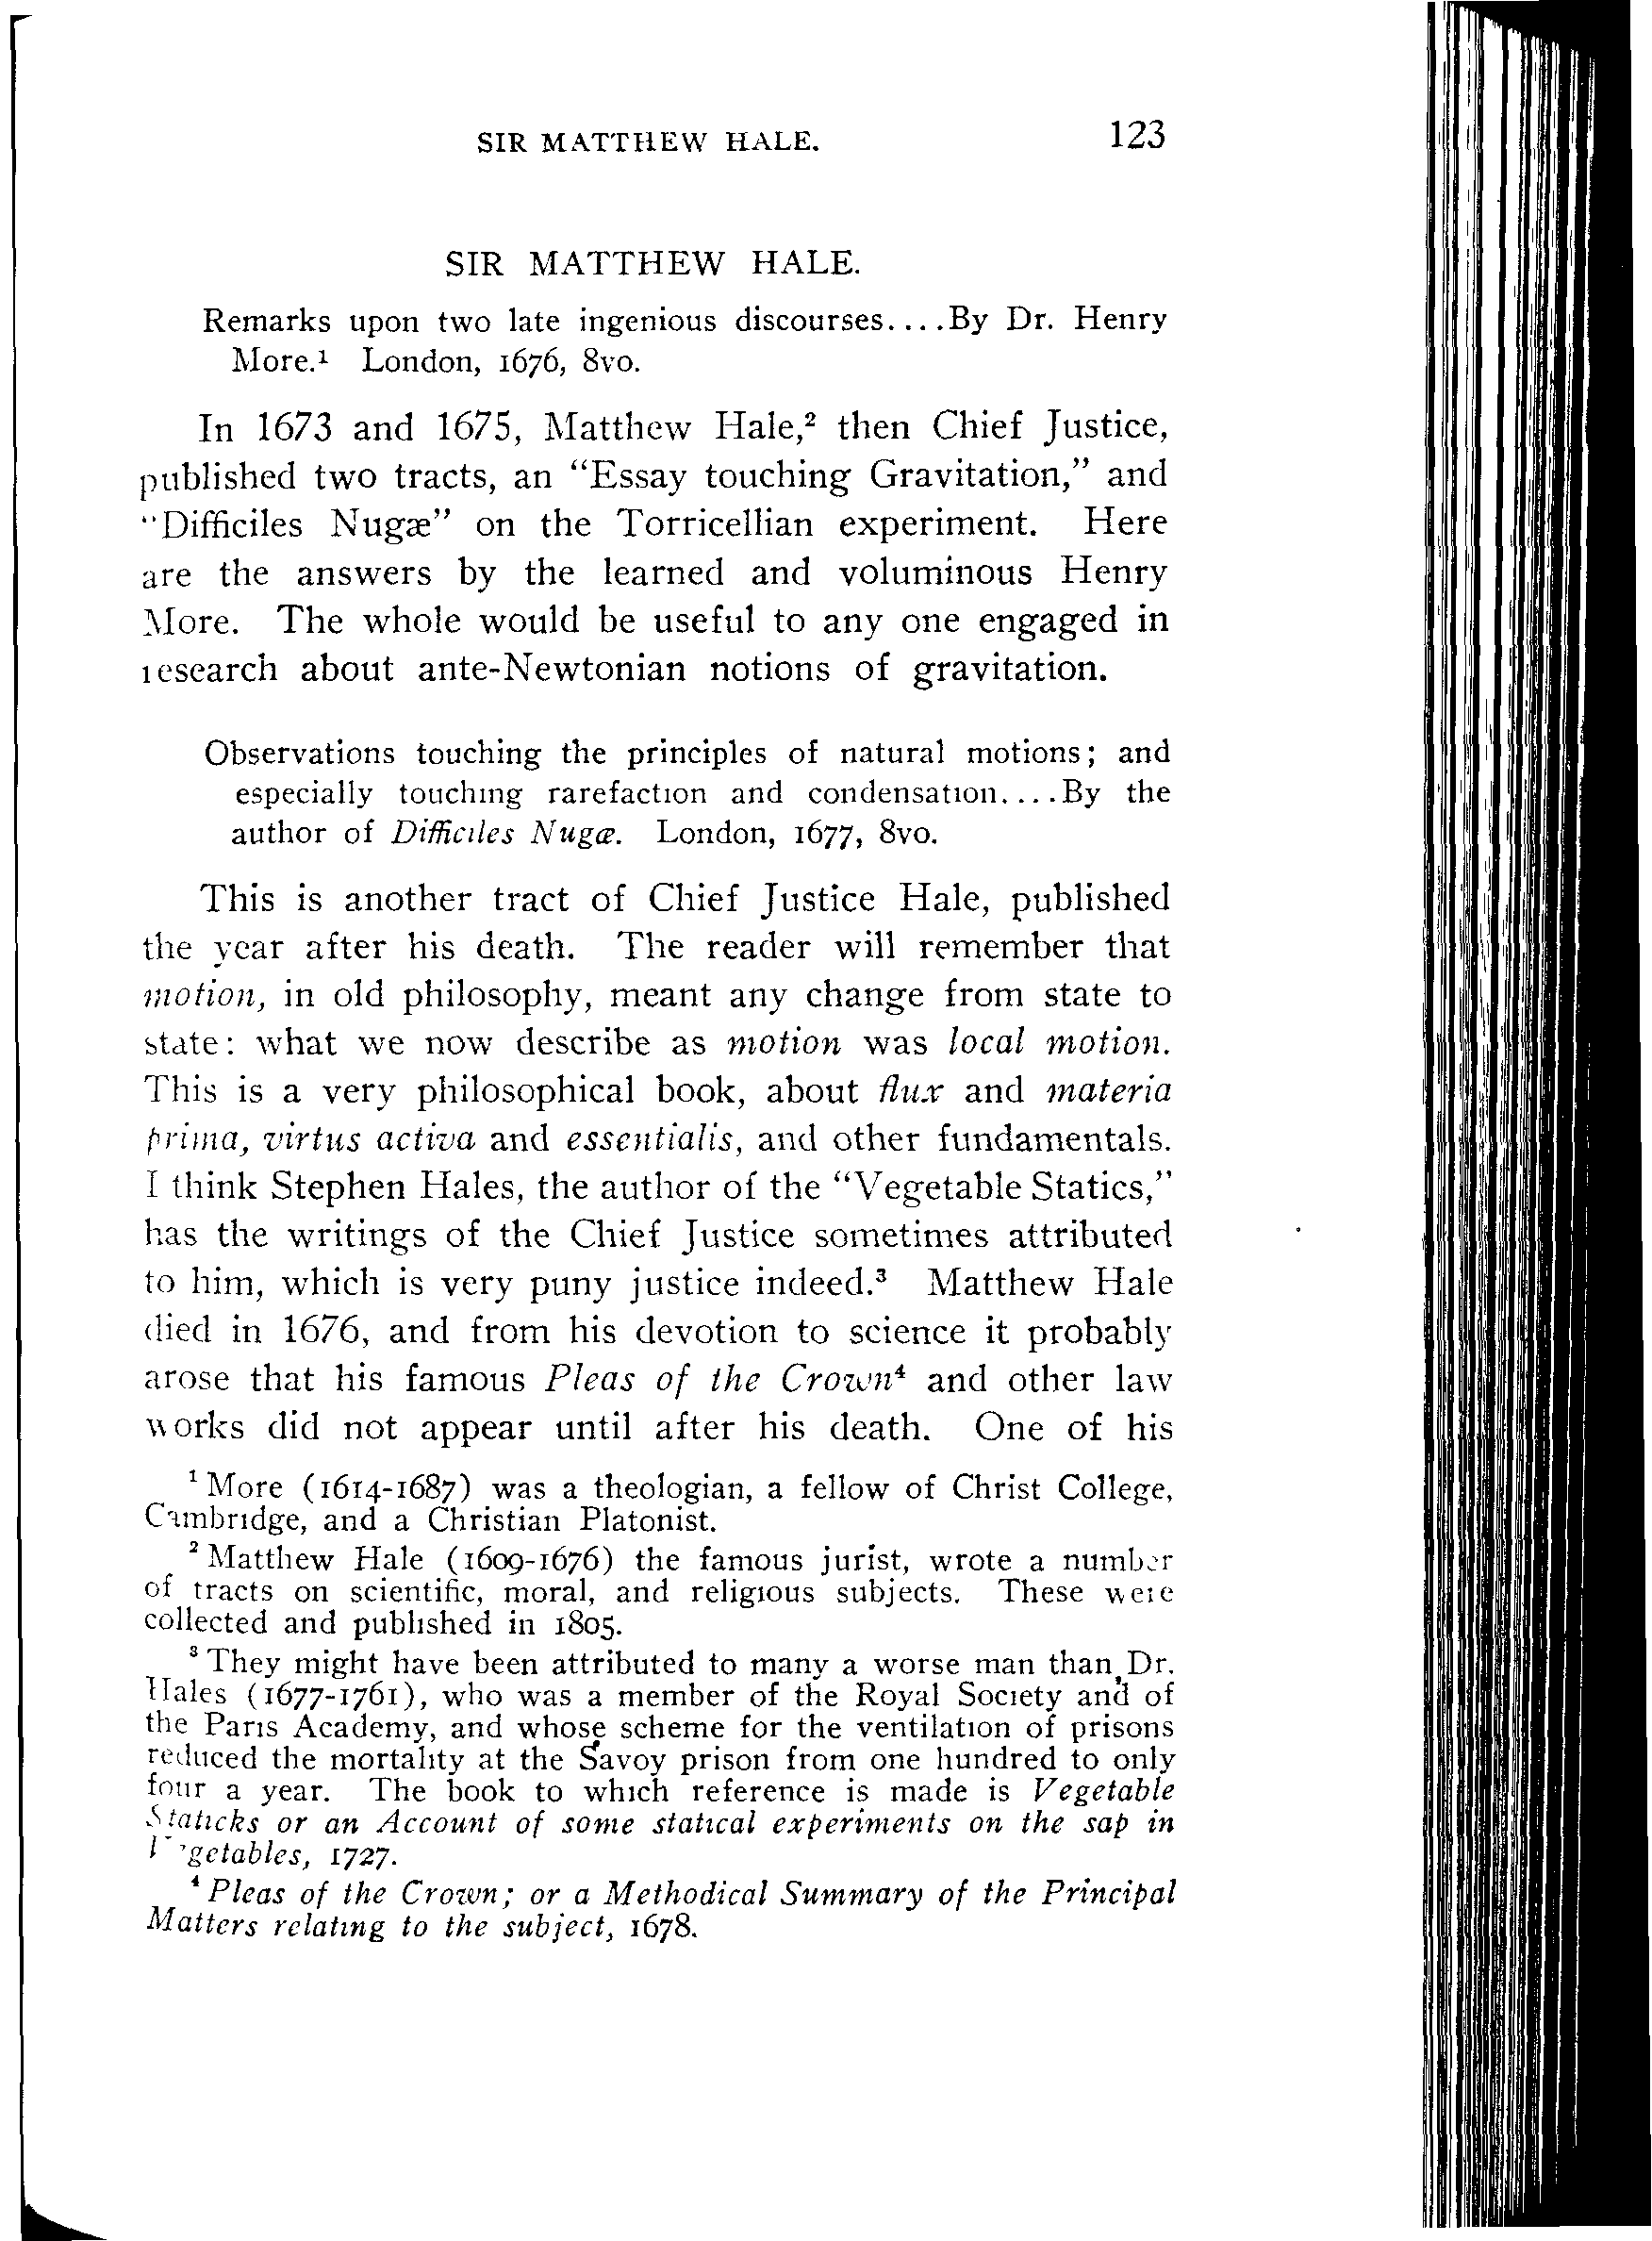 SIR MATTHEW HALE. 123
SIR MATTHEW HALE.
Remarks upon two late ingenious discourses....By Dr. Henry
More.¹ London, 1676, 8vo.
In 1673 and 1675, Matthew Hale,² then Chief Justice,
published two tracts, an “Essay touching Gravitation,” and
“Difficiles Nugæ” on the Torricellian experiment. Here
are the answers by the learned and voluminous Henry
More. The whole would be useful to any one engaged in
research about ante-Newtonian notions of gravitation.
Observations touching the principles of natural motions; and
especially touching rarefaction and condensation....By the
author of Difficiles Nugæ. London, 1677, 8vo.
This is another tract of Chief Justice Hale, published
the year after his death. The reader will remember that
motion, in old philosophy, meant any change from state to
state: what we now describe as motion was local motion.
This is a very philosophical book, about flux and materia
prima, virtus activa and essentialis, and other fundamentals.
I think Stephen Hales, the author of the “Vegetable Statics,”
has the writings of the Chief Justice sometimes attributed
to him, which is very puny justice indeed.³ Matthew Hale
died in 1676, and from his devotion to science it probably
arose that his famous Pleas of the Crown⁴ and other law
works did not appear until after his death. One of his
¹ More (1614-1687) was a theologian, a fellow of Christ College,
Cambridge, and a Christian Platonist.
² Matthew Hale (1609-1676) the famous jurist, wrote a number
of tracts on scientific, moral, and religious subjects. These were
collected and published in 1805.
³ They might have been attributed to many a worse man than Dr.
Hales (1677-1761), who was a member of the Royal Society and of
the Paris Academy, and whose scheme for the ventilation of prisons
reduced the mortality at the Savoy prison from one hundred to only
four a year. The book to which reference is made is Vegetable
Staticks or an Account of some statical experiments on the sap in
Vegetables, 1727.
⁴ Pleas of the Crown; or a Methodical Summary of the Principal
Matters relating to the subject, 1678.